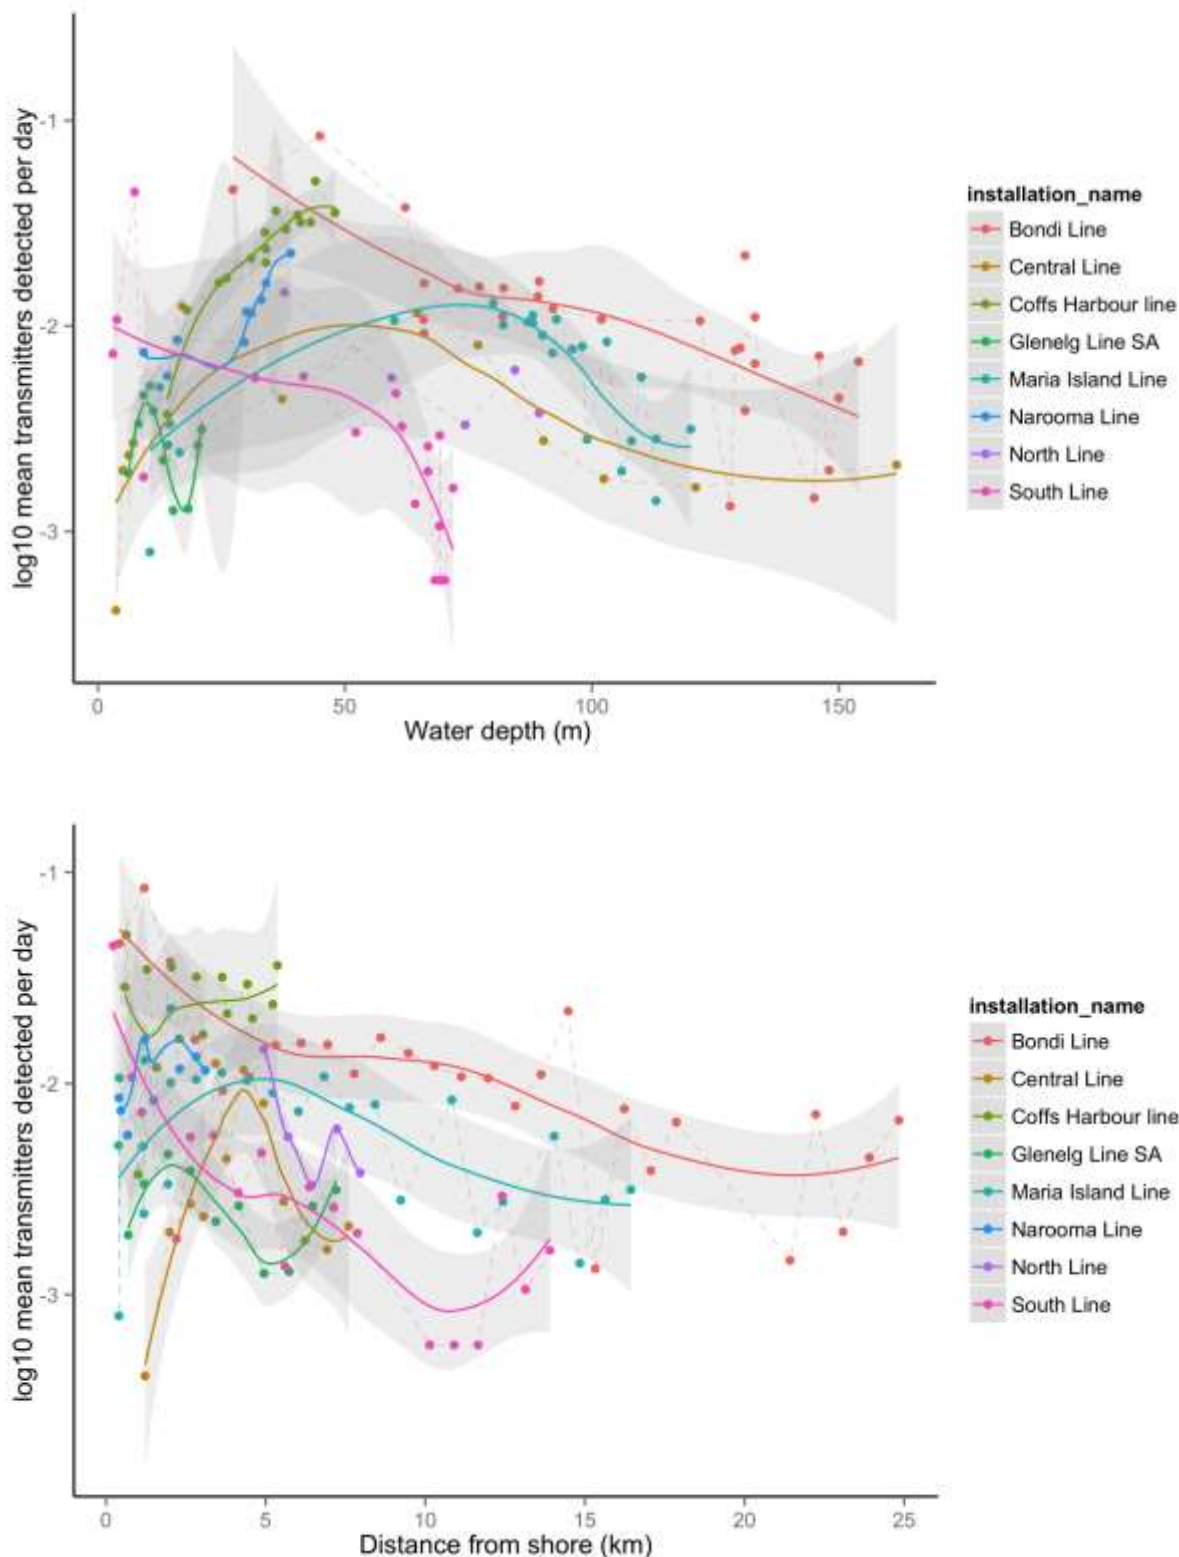 log10 mean transmitters detected per day
-1
-2
-3
0 50 100 150
Water depth (m)
installation_name
Bondi Line
Central Line
Coffs Harbour line
Glenelg Line SA
Maria Island Line
Narooma Line
North Line
South Line
log10 mean transmitters detected per day
-1
-2
-3
0 5 10 15 20 25
Distance from shore (km)
installation_name
Bondi Line
Central Line
Coffs Harbour line
Glenelg Line SA
Maria Island Line
Narooma Line
North Line
South Line